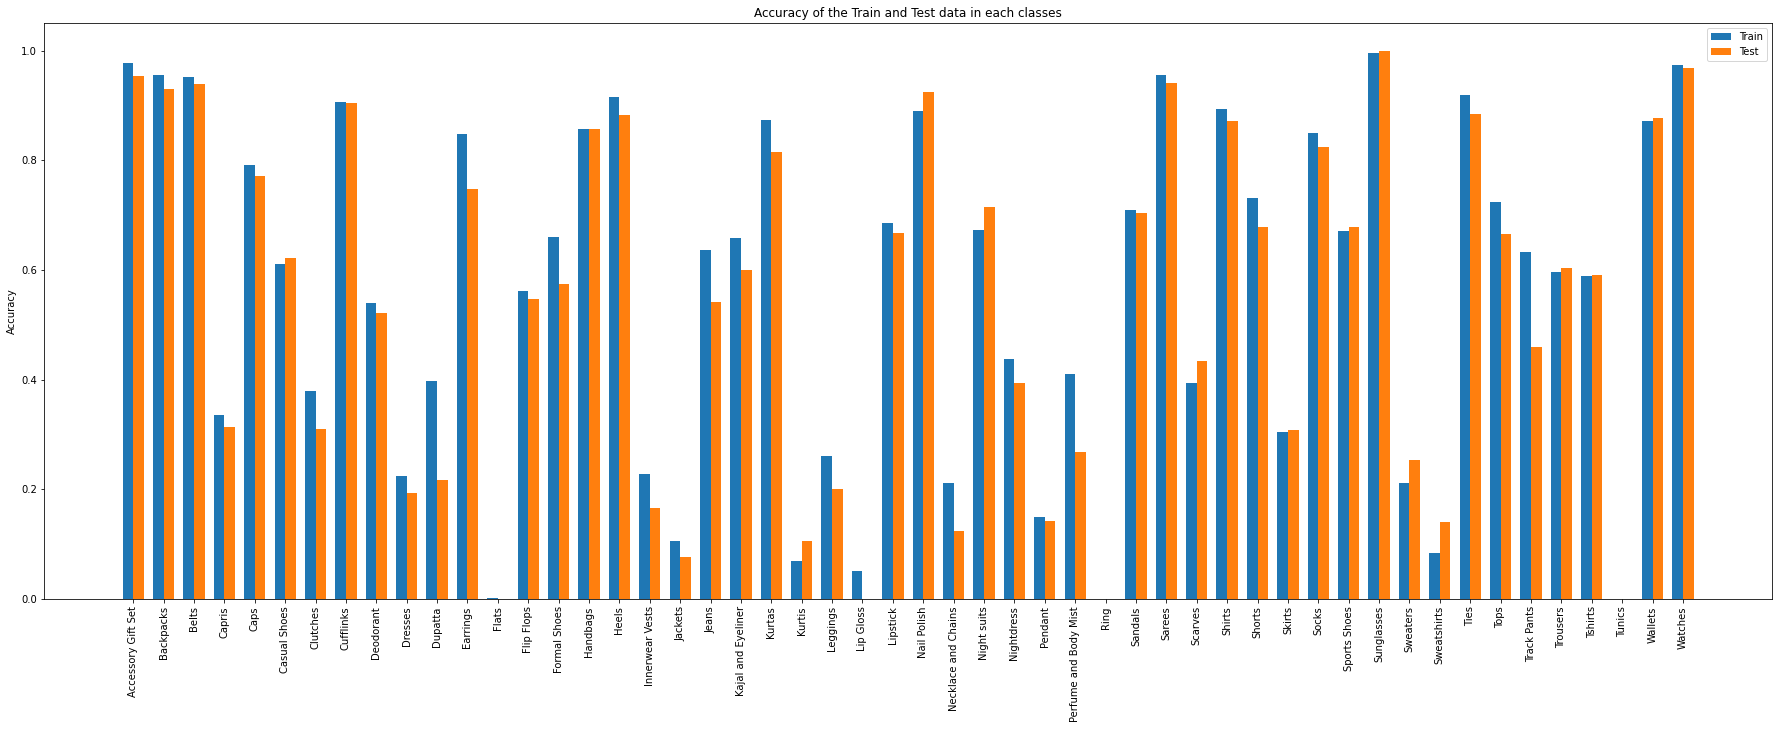 Accuracy of the Train and Test data in each classes
Train
Test
Accuracy
1.0
0.8
0.6
0.4
0.2
0.0
Accessory Gift Set
Backpacks
Belts
Capris
Caps
Casual Shoes
Clutches
Cufflinks
Deodorant
Dresses
Dupatta
Earrings
Flats
Flip Flops
Formal Shoes
Handbags
Heels
Innerwear Vests
Jackets
Jeans
Kajal and Eyeliner
Kurtas
Kurtis
Leggings
Lip Gloss
Lipstick
Nail Polish
Necklace and Chains
Night suits
Nightdress
Pendant
Perfume and Body Mist
Ring
Sandals
Sarees
Scarves
Shirts
Shorts
Skirts
Socks
Sports Shoes
Sunglasses
Sweaters
Sweatshirts
Ties
Tops
Track Pants
Trousers
Tshirts
Tunics
Wallets
Watches